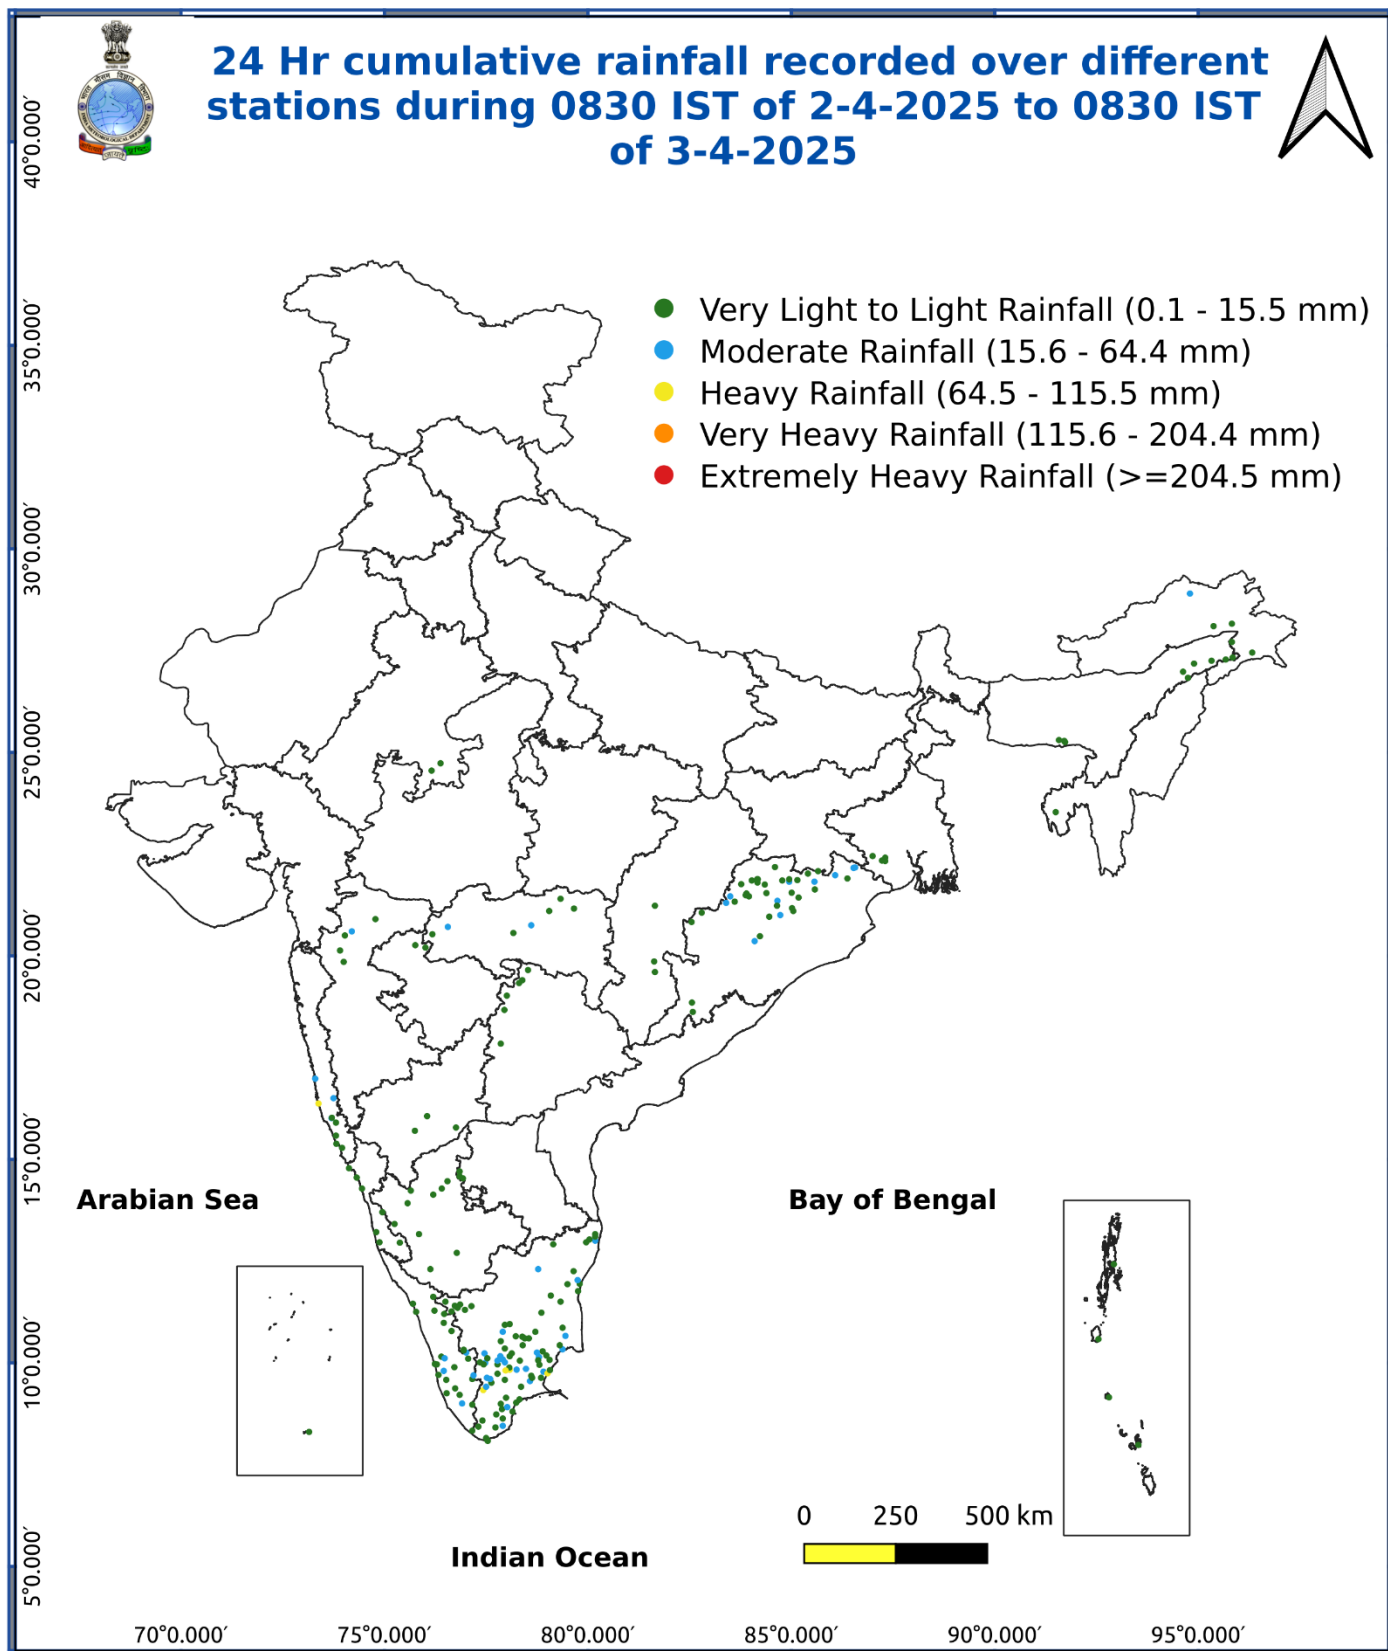 24 Hr cumulative rainfall recorded over different
stations during 0830 IST of 2-4-2025 to 0830 IST
of 3-4-2025
Very Light to Light Rainfall (0.1 - 15.5 mm)
Moderate Rainfall (15.6 - 64.4 mm)
Heavy Rainfall (64.5 - 115.5 mm)
Very Heavy Rainfall (115.6 - 204.4 mm)
Extremely Heavy Rainfall (>=204.5 mm)
40°0.000′
35°0.000′
30°0.000′
25°0.000′
20°0.000′
15°0.000′
10°0.000′
5°0.000′
Arabian Sea
Bay of Bengal
Indian Ocean
0 250 500 km
70°0.000′ 75°0.000′ 80°0.000′ 85°0.000′ 90°0.000′ 95°0.000′